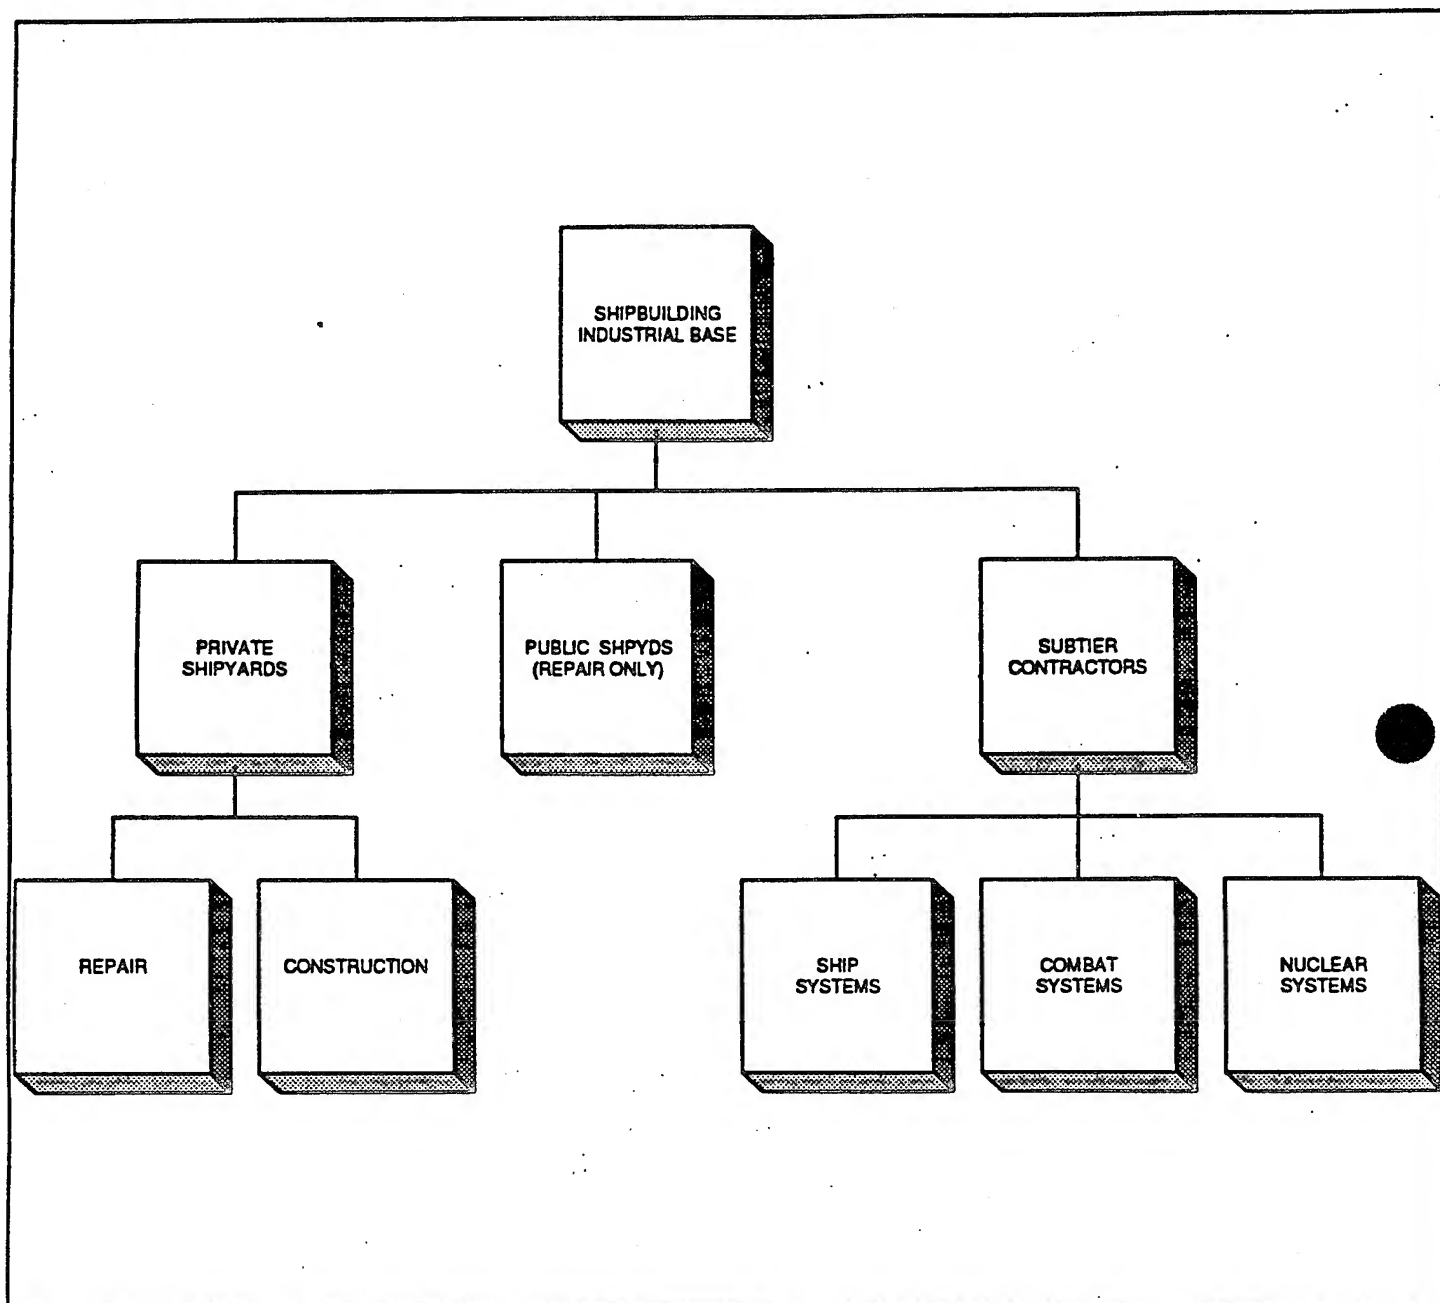 SHIPBUILDING
INDUSTRIAL BASE
PRIVATE
SHIPYARDS
PUBLIC SHPYDS
(REPAIR ONLY)
SUBTIER
CONTRACTORS
REPAIR
CONSTRUCTION
SHIP
SYSTEMS
COMBAT
SYSTEMS
NUCLEAR
SYSTEMS